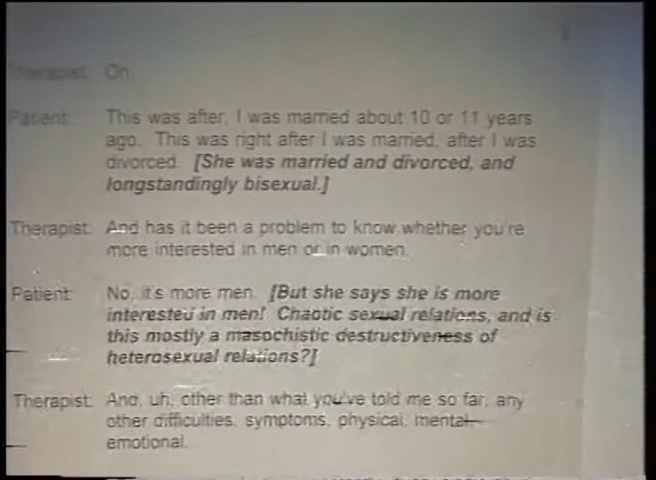 Therapist: Oh.
Patient: This was after, I was married about 10 or 11 years
ago. This was right after I was married, after I was
divorced. [She was married and divorced, and
longstandingly bisexual.]
Therapist: And has it been a problem to know whether you're
more interested in men or in women.
Patient: No, it's more men. [But she says she is more
interested in men! Chaotic sexual relations, and is
this mostly a masochistic destructiveness of
heterosexual relations?]
Therapist: And, uh, other than what you've told me so far, any
other difficulties, symptoms, physical, mental
emotional.